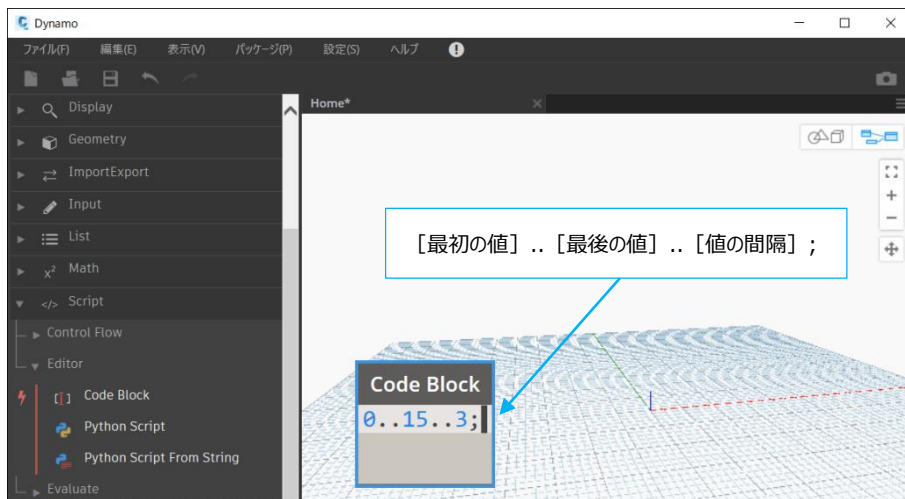 Dynamo
ファイル(F) 編集(E) 表示(V) パッケージ(P) 設定(S) ヘルプ
Home*
Display
Geometry
ImportExport
Input
List
Math
Script
Control Flow
Editor
Code Block
Python Script
Python Script From String
Evaluate
[最初の値] .. [最後の値] .. [値の間隔] ;
Code Block
0..15..3;